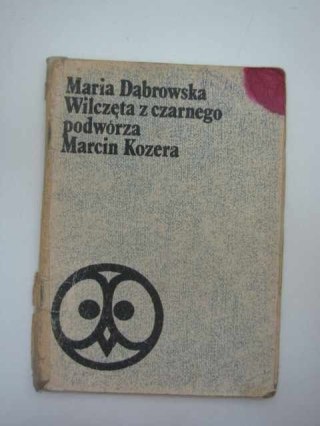 Maria Dąbrowska
Wilczęta z czarnego
podwórza
Marcin Kozera